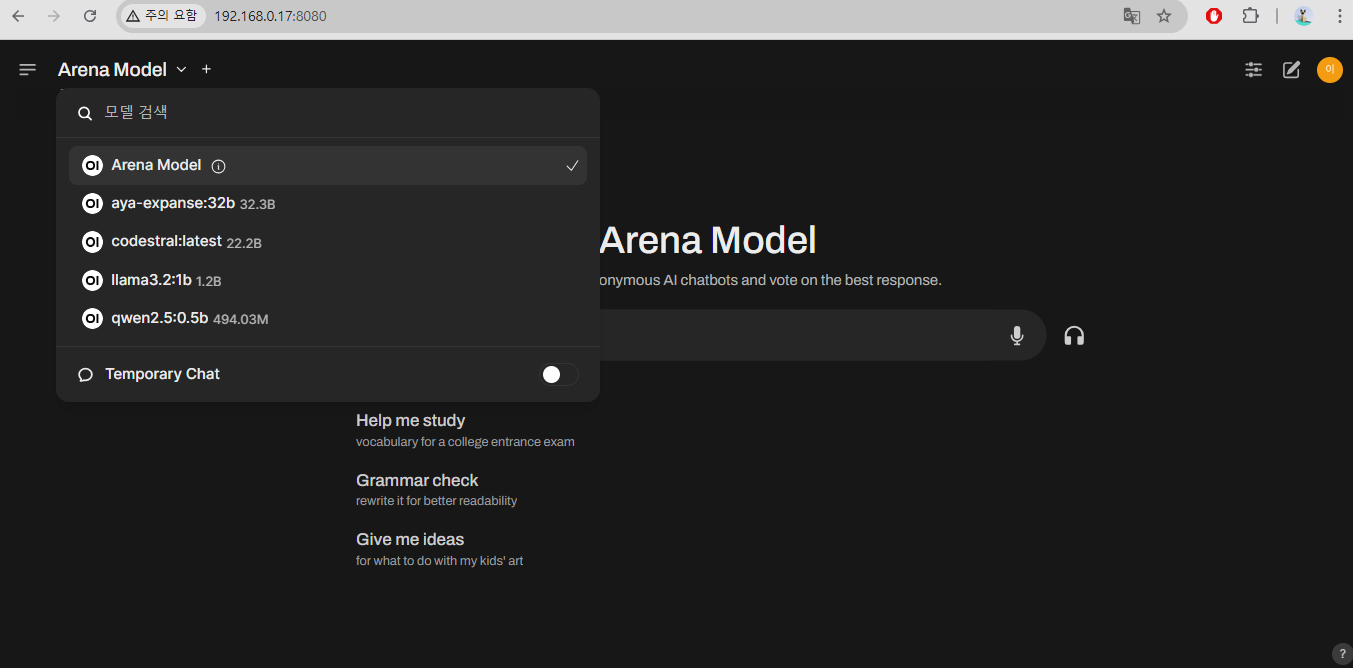 주의 요함 192.168.0.17:8080
Arena Model +
이
모델 검색
OI Arena Model
OI aya-expanse:32b 32.3B
OI codestral:latest 22.2B
OI llama3.2:1b 1.2B
OI qwen2.5:0.5b 494.03M
Temporary Chat
Arena Model
onymous AI chatbots and vote on the best response.
Help me study
vocabulary for a college entrance exam
Grammar check
rewrite it for better readability
Give me ideas
for what to do with my kids' art
?